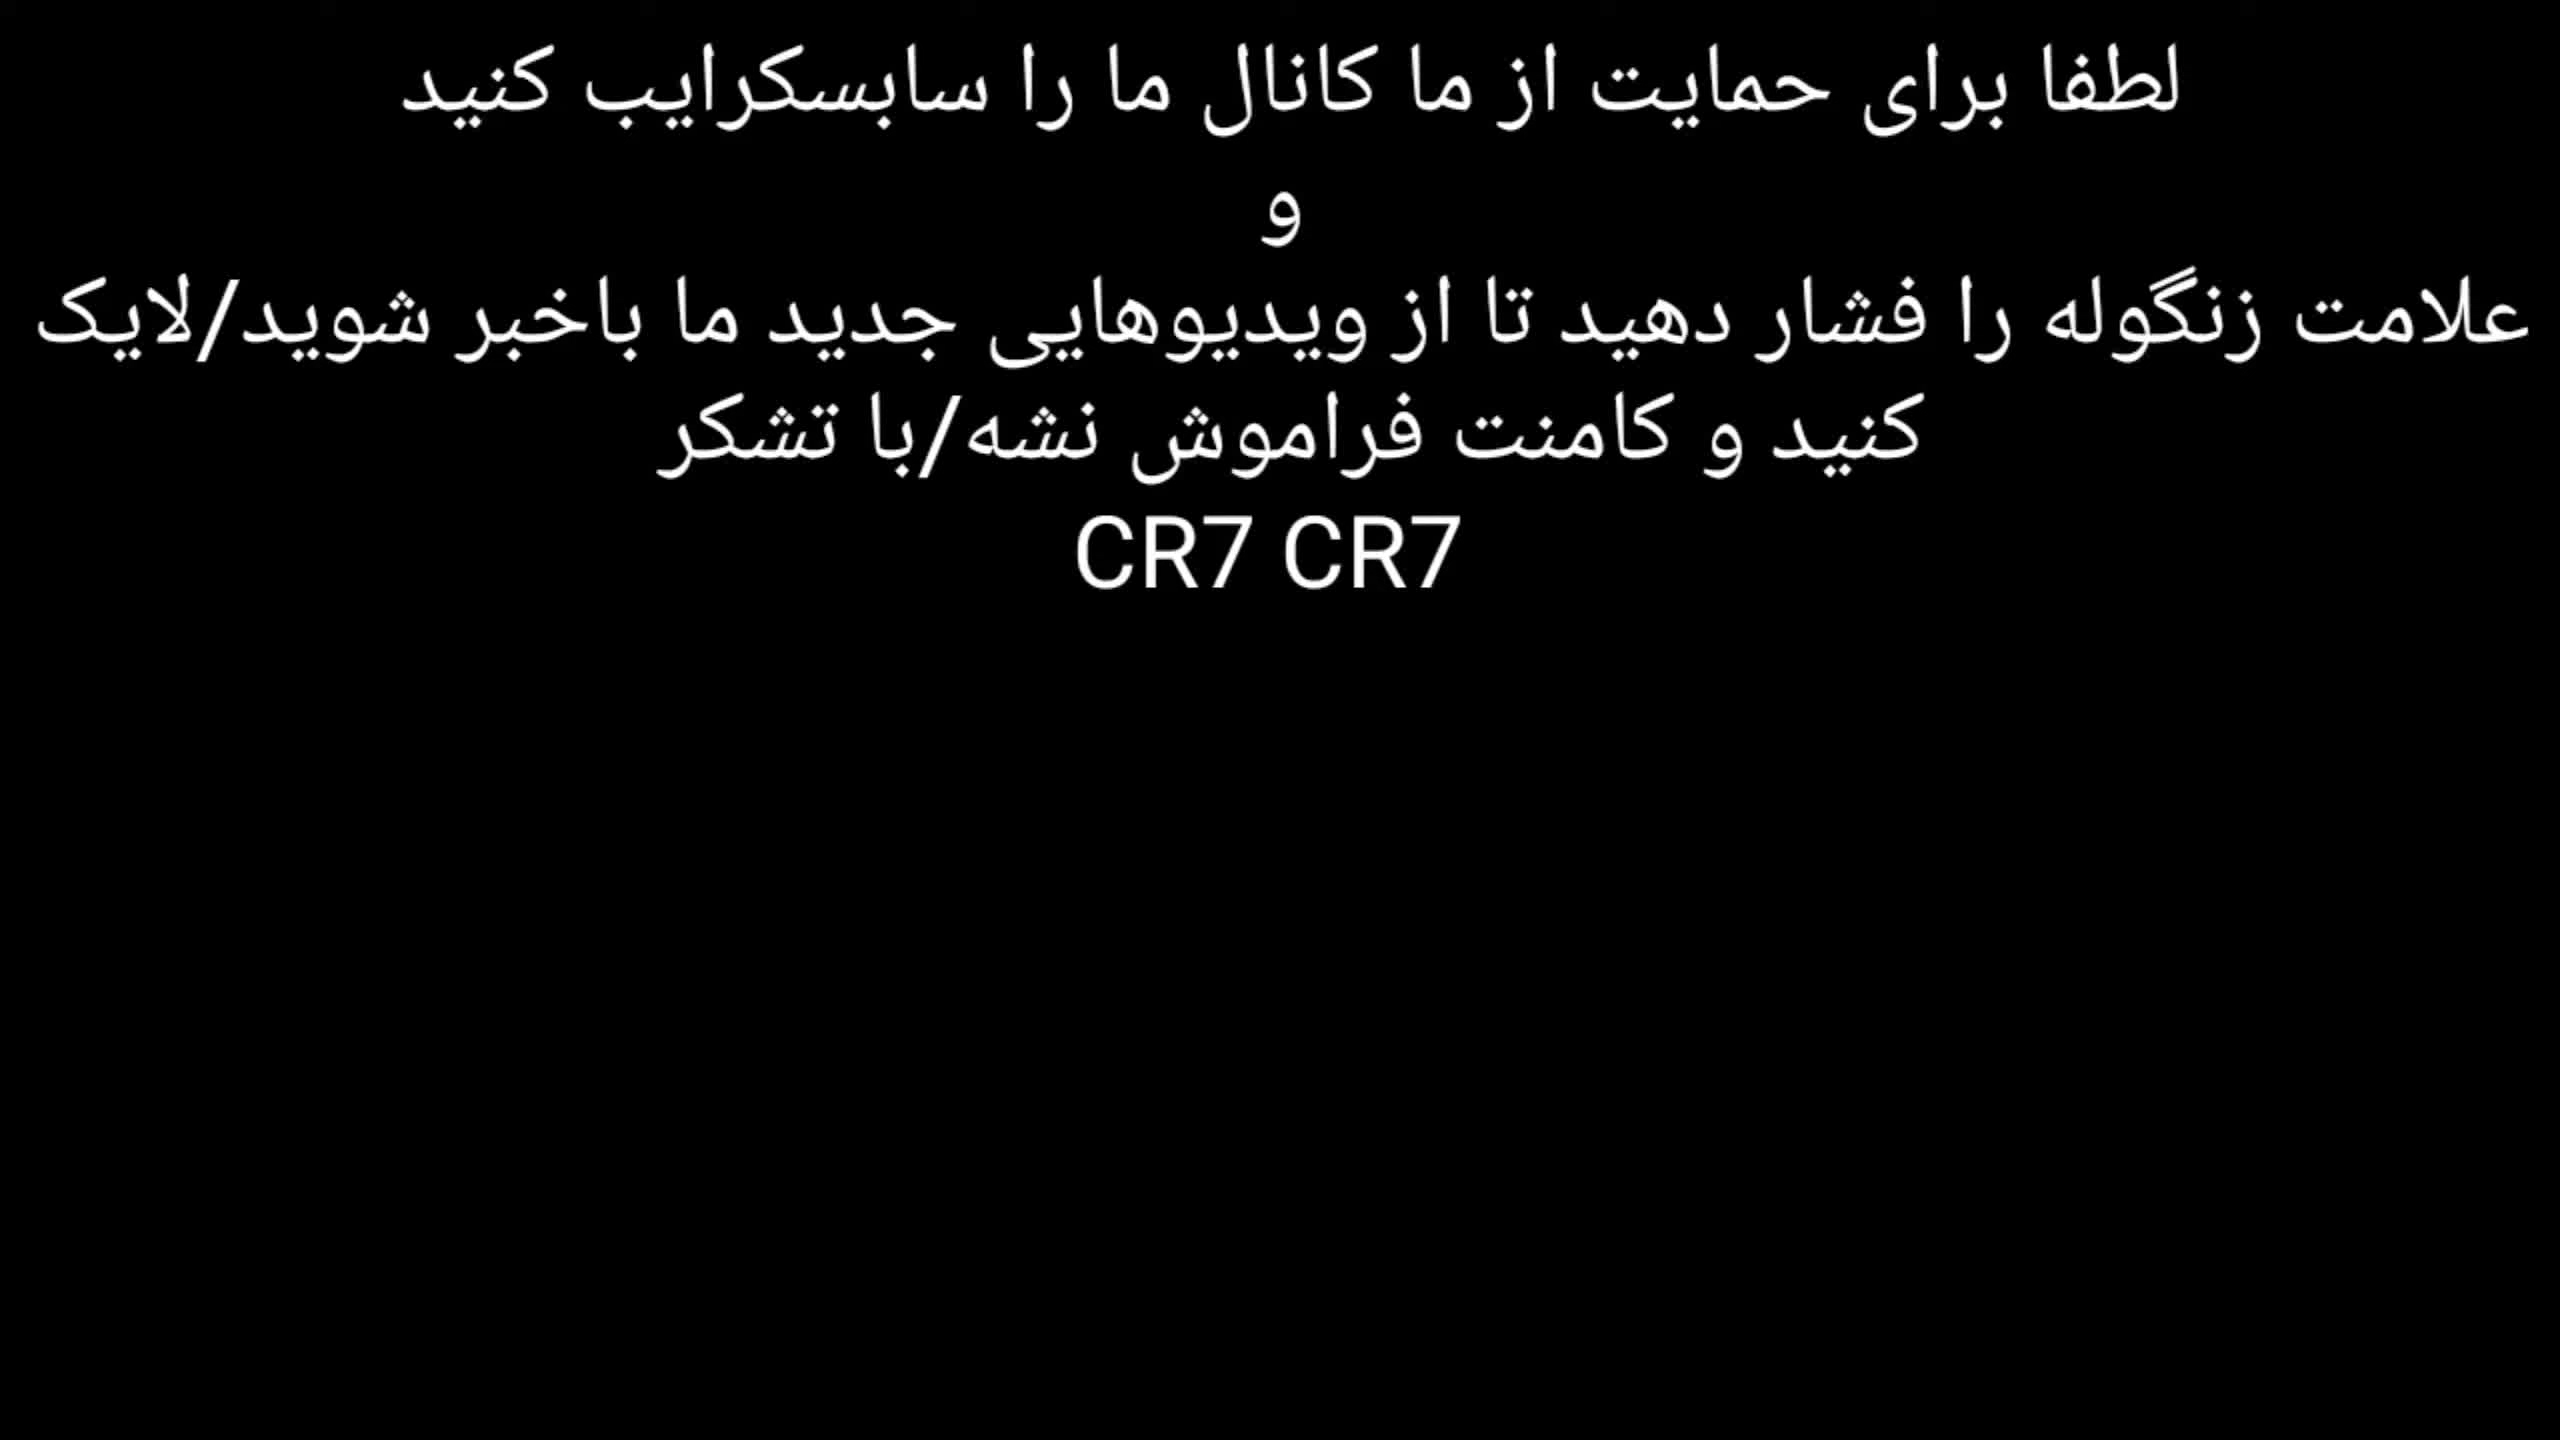 لطفا برای حمایت از ما کانال ما را سابسکرایب کنید
و
علامت زنگوله را فشار دهید تا از ویدیوهایی جدید ما باخبر شوید/لایک
کنید و کامنت فراموش نشه/با تشکر
CR7 CR7